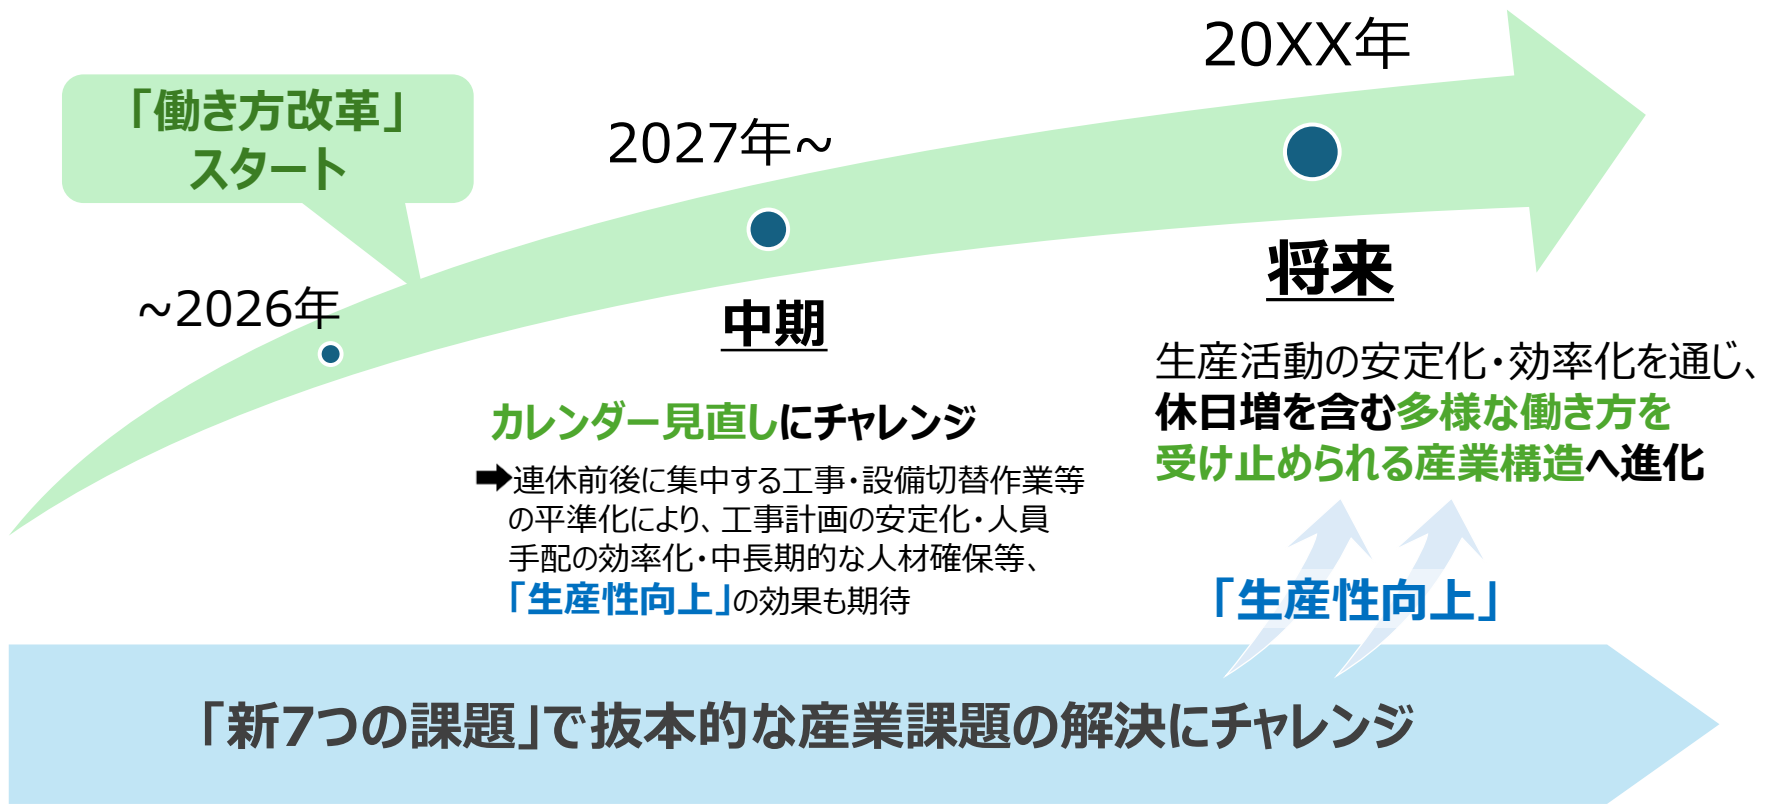 「働き方改革」
スタート
~2026年
2027年~
中期
カレンダー見直しにチャレンジ
➡連休前後に集中する工事・設備切替作業等
の平準化により、工事計画の安定化・人員
手配の効率化・中長期的な人材確保等、
「生産性向上」の効果も期待
20XX年
将来
生産活動の安定化・効率化を通じ、
休日増を含む多様な働き方を
受け止められる産業構造へ進化
「生産性向上」
「新7つの課題」で抜本的な産業課題の解決にチャレンジ